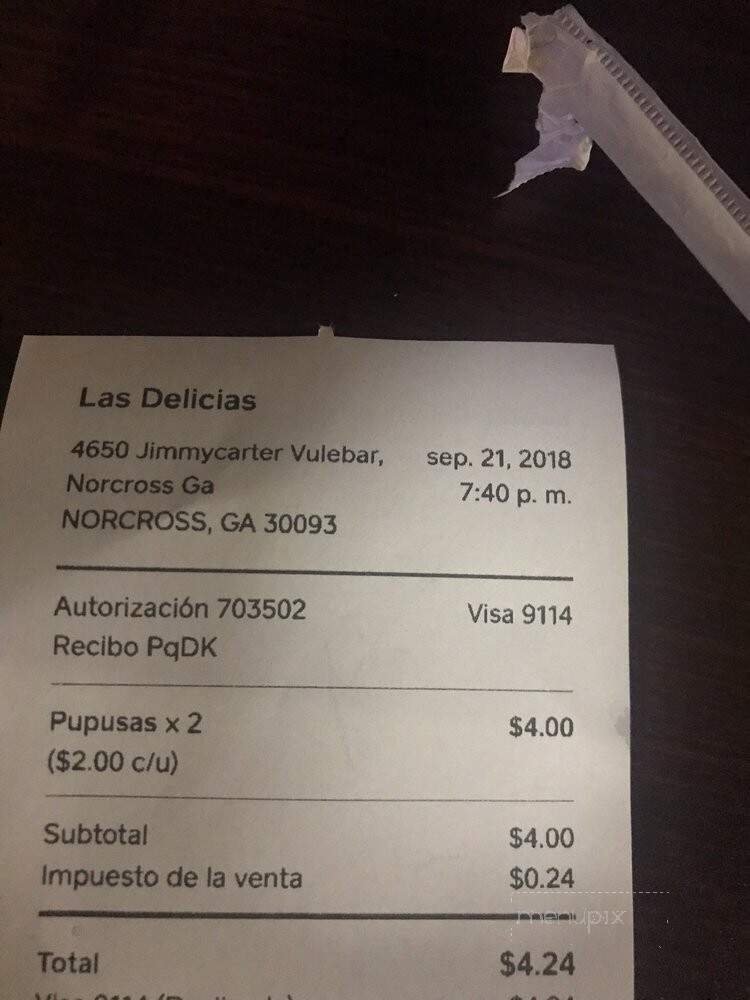 Las Delicias
4650 Jimmycarter Vulebar,
Norcross Ga
NORCROSS, GA 30093
sep. 21, 2018
7:40 p. m.
Autorización 703502
Visa 9114
Recibo PqDK
Pupusas x 2
$4.00
($2.00 c/u)
Subtotal
$4.00
Impuesto de la venta
$0.24
menupix
Total
$4.24
Visa 9114